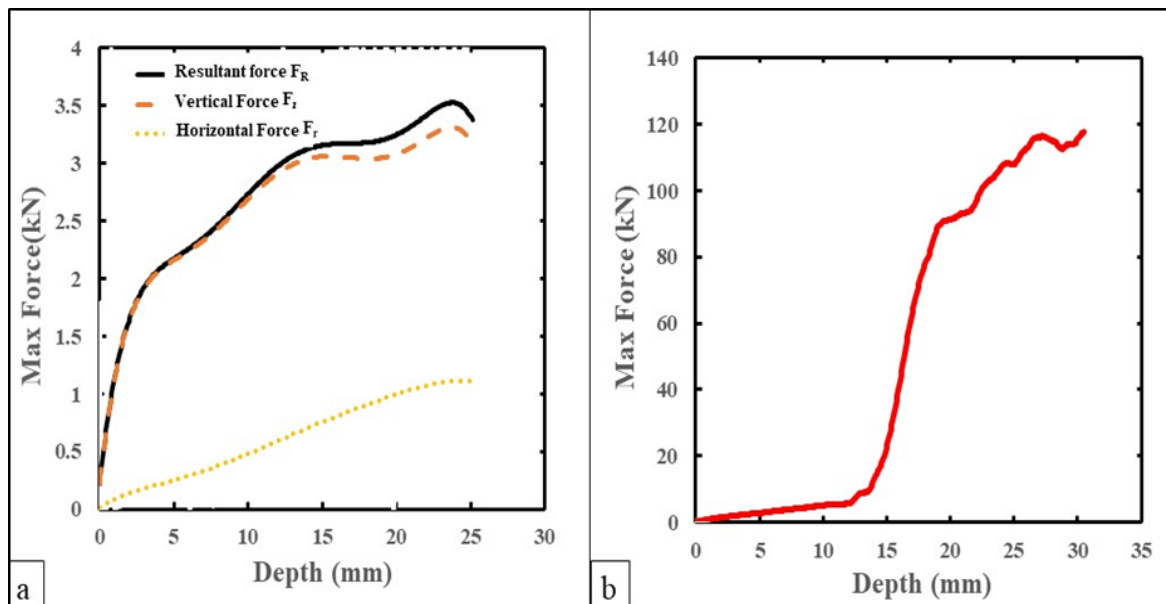 4
3.5
3
2.5
2
1.5
1
0.5
0
Max Force(kN)
Resultant force FR
Vertical Force Fz
Horizontal Force Fr
0 5 10 15 20 25 30
Depth (mm)
a
140
120
100
80
60
40
20
0
Max Force (kN)
0 5 10 15 20 25 30 35
Depth (mm)
b